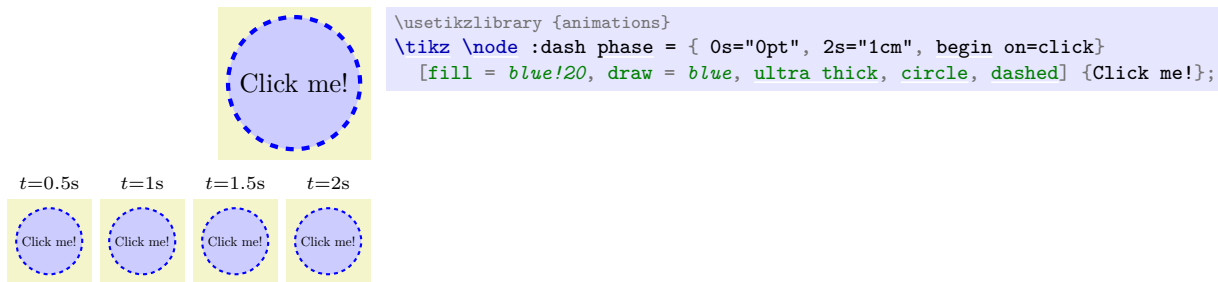 Click me!
\usetikzlibrary {animations}
\tikz \node :dash phase = { 0s="0pt", 2s="1cm", begin on=click}
[fill = blue!20, draw = blue, ultra thick, circle, dashed] {Click me!};
t=0.5s t=1s t=1.5s t=2s
Click me! Click me! Click me! Click me!